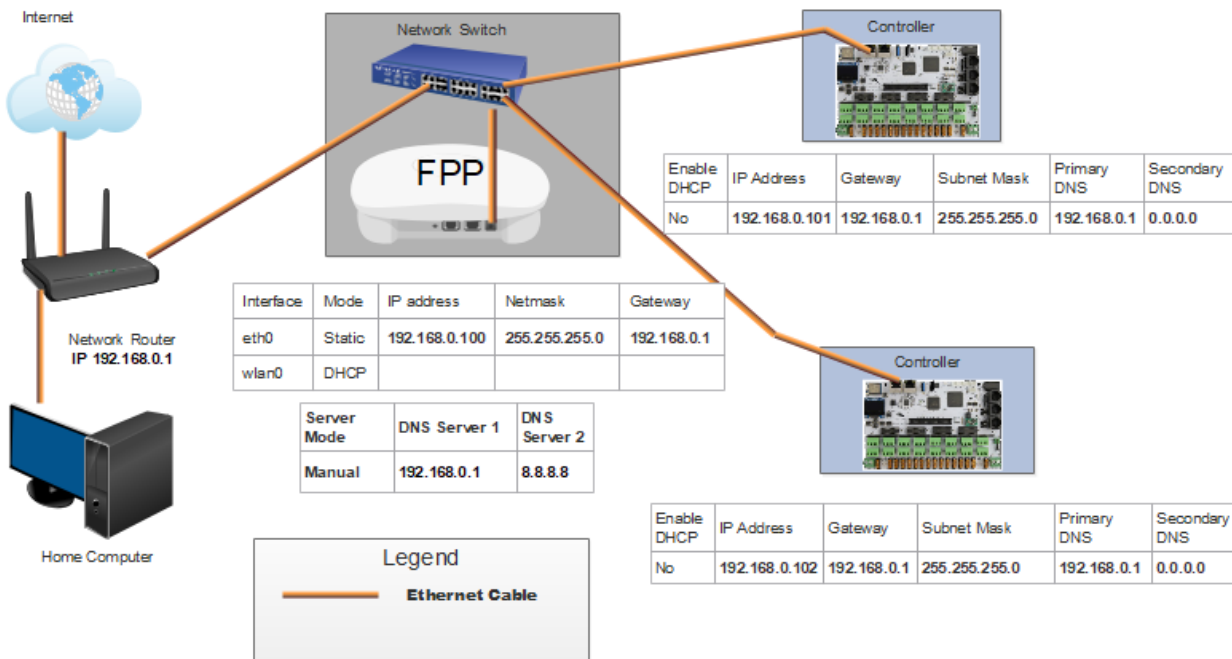 Internet
Network Switch
FPP
Controller
Enable DHCP | IP Address | Gateway | Subnet Mask | Primary DNS | Secondary DNS
No | 192.168.0.101 | 192.168.0.1 | 255.255.255.0 | 192.168.0.1 | 0.0.0.0
Network Router
IP 192.168.0.1
Interface | Mode | IP address | Netmask | Gateway
eth0 | Static | 192.168.0.100 | 255.255.255.0 | 192.168.0.1
wlan0 | DHCP
Server Mode | DNS Server 1 | DNS Server 2
Manual | 192.168.0.1 | 8.8.8.8
Controller
Enable DHCP | IP Address | Gateway | Subnet Mask | Primary DNS | Secondary DNS
No | 192.168.0.102 | 192.168.0.1 | 255.255.255.0 | 192.168.0.1 | 0.0.0.0
Home Computer
Legend
Ethernet Cable